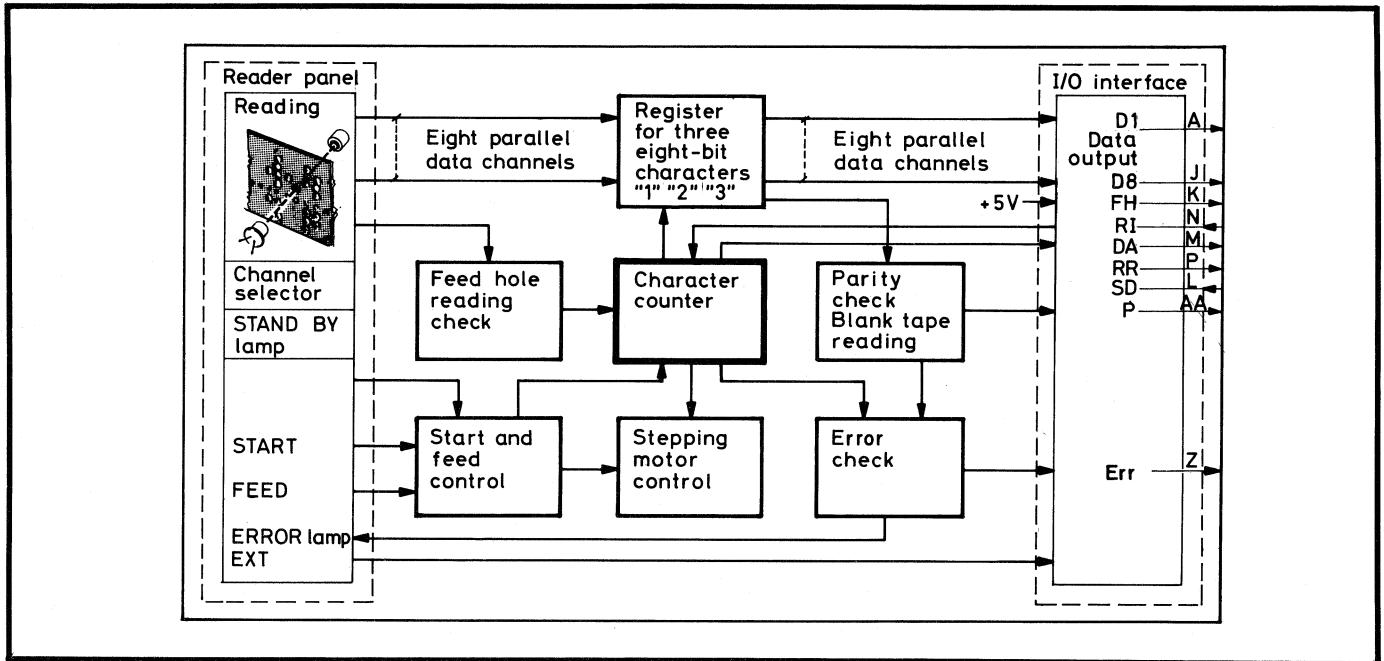 Reader panel
Reading
Channel
selector
STAND BY
lamp
START
FEED
ERROR lamp
EXT
Eight parallel
data channels
Register
for three
eight-bit
characters
"1" "2" "3"
Eight parallel
data channels
Feed hole
reading
check
Character
counter
Parity
check
Blank tape
reading
Start and
feed
control
Stepping
motor
control
Error
check
I/O interface
D1 A
Data
output
D8 J
+5V FH K
RI N
DA M
RR P
SD L
P AA
Err Z